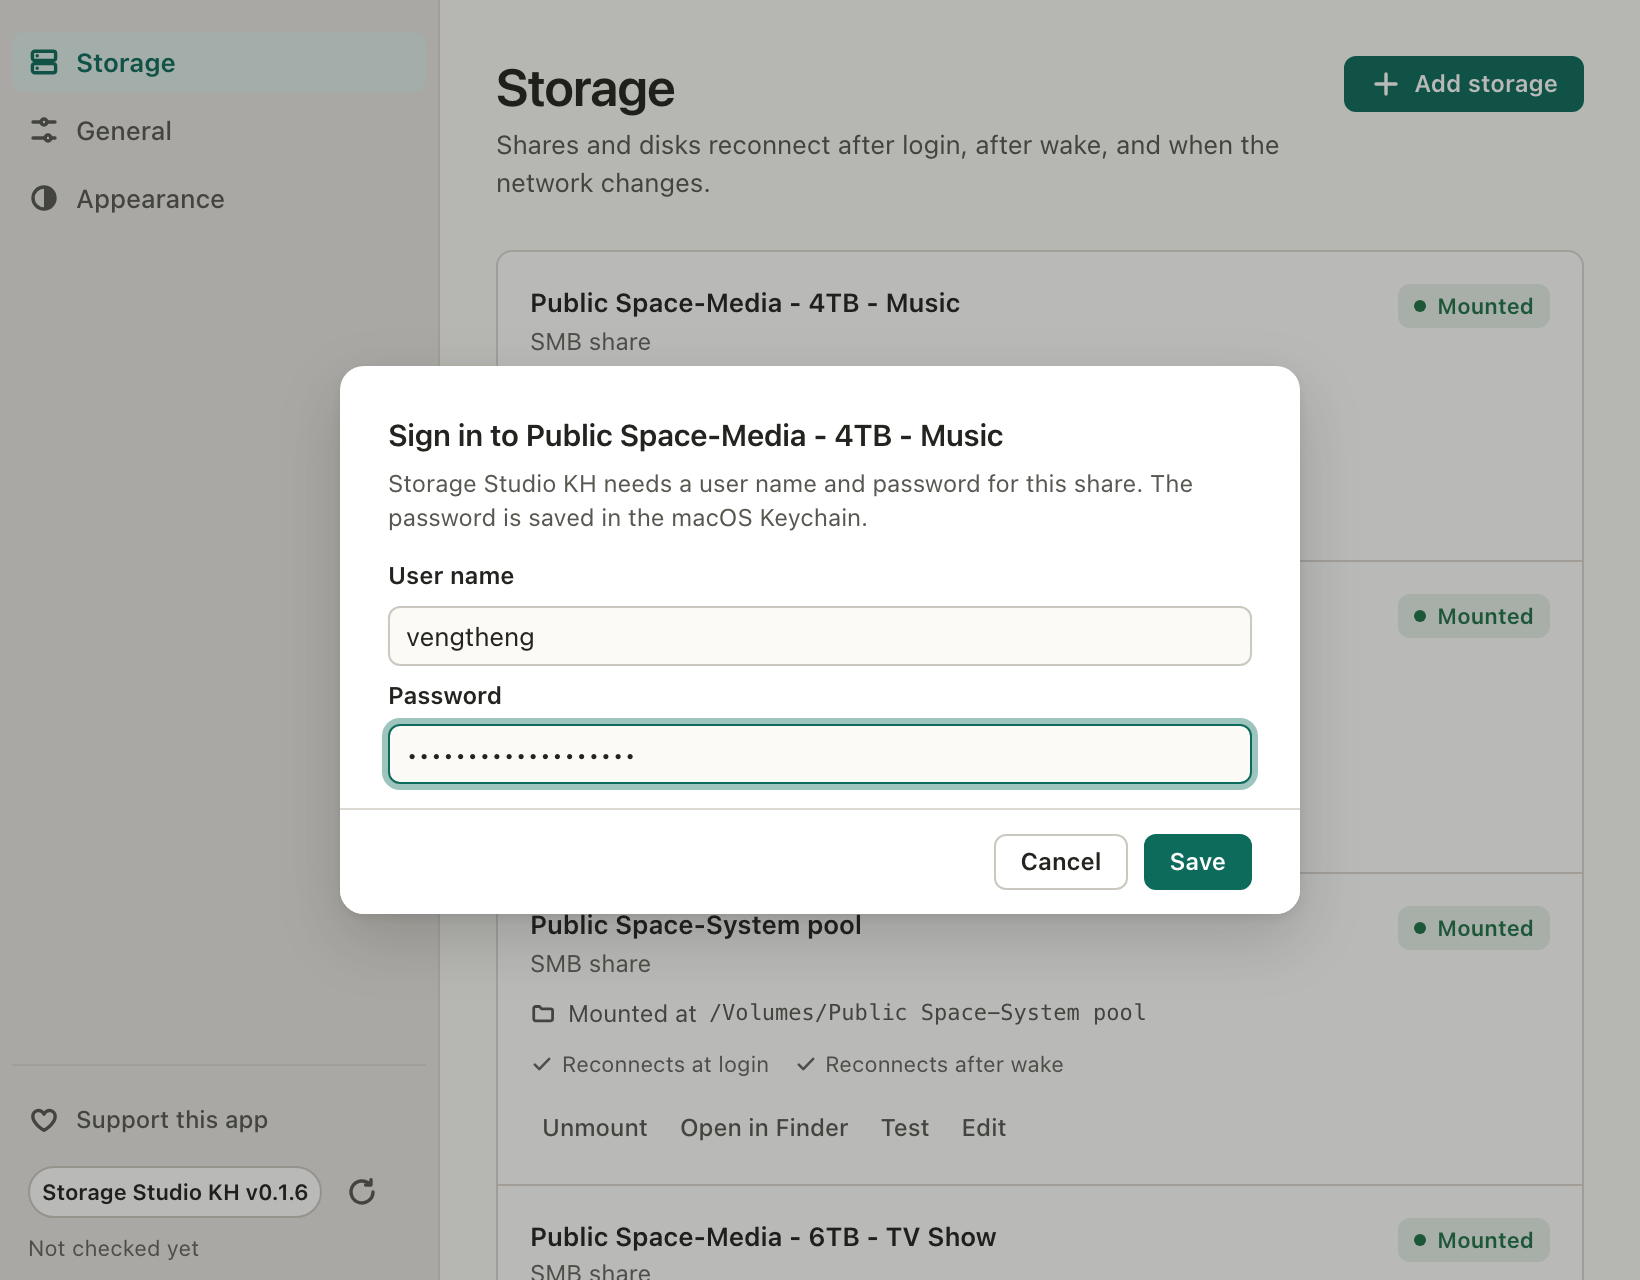 Storage
General
Appearance
Support this app
Storage Studio KH v0.1.6
Not checked yet
Storage
Add storage
Shares and disks reconnect after login, after wake, and when the
network changes.
Public Space-Media - 4TB - Music
Mounted
SMB share
Sign in to Public Space-Media - 4TB - Music
Storage Studio KH needs a user name and password for this share. The
password is saved in the macOS Keychain.
User name
vengtheng
Password
•••••••••••••••••••
Cancel
Save
Mounted
Public Space-System pool
Mounted
SMB share
Mounted at /Volumes/Public Space-System pool
Reconnects at login
Reconnects after wake
Unmount
Open in Finder
Test
Edit
Public Space-Media - 6TB - TV Show
Mounted
SMB share